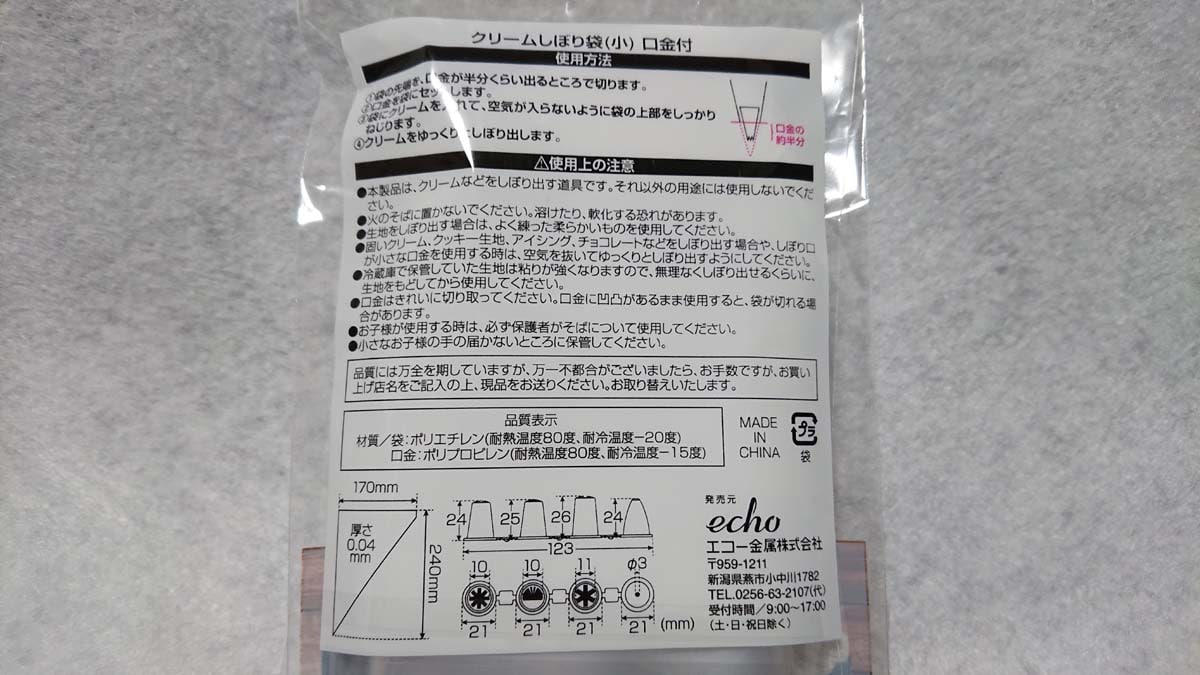 クリームしぼり袋(小) 口金付
使用方法
①袋の先端を、口金が半分くらい出るところで切ります。
②口金を袋にセットします。
③袋にクリームを入れて、空気が入らないように袋の上部をしっかり
ねじります。
④クリームをゆっくりとしぼり出します。
口金の
約半分
⚠使用上の注意
●本製品は、クリームなどをしぼり出す道具です。それ以外の用途には使用しないでくだ
さい。
●火のそばに置かないでください。溶けたり、軟化する恐れがあります。
●生地をしぼり出す場合は、よく練った柔らかいものを使用してください。
●固いクリーム、クッキー生地、アイシング、チョコレートなどをしぼり出す場合や、しぼり口
が小さな口金を使用する時は、空気を抜いてゆっくりとしぼり出すようにしてください。
●冷蔵庫で保管していた生地は粘りが強くなりますので、無理なくしぼり出せるくらいに、
生地をもどしてから使用してください。
●口金はきれいに切り取ってください。口金に凹凸があるまま使用すると、袋が切れる場
合があります。
●お子様が使用する時は、必ず保護者がそばについて使用してください。
●小さなお子様の手の届かないところに保管してください。
品質には万全を期していますが、万一不都合がございましたら、お手数ですが、お買い
上げ店名をご記入の上、現品をお送りください。お取り替えいたします。
品質表示
材質/袋:ポリエチレン(耐熱温度80度、耐冷温度-20度)
口金:ポリプロピレン(耐熱温度80度、耐冷温度-15度)
MADE
IN
CHINA
プラ
袋
170mm
厚さ
0.04
mm
240mm
24 25 26 24
123
10 10 11 φ3
21 21 21 21 (mm)
発売元
echo
エコー金属株式会社
〒959-1211
新潟県燕市小中川1782
TEL.0256-63-2107(代)
受付時間/9:00~17:00
(土・日・祝日除く)